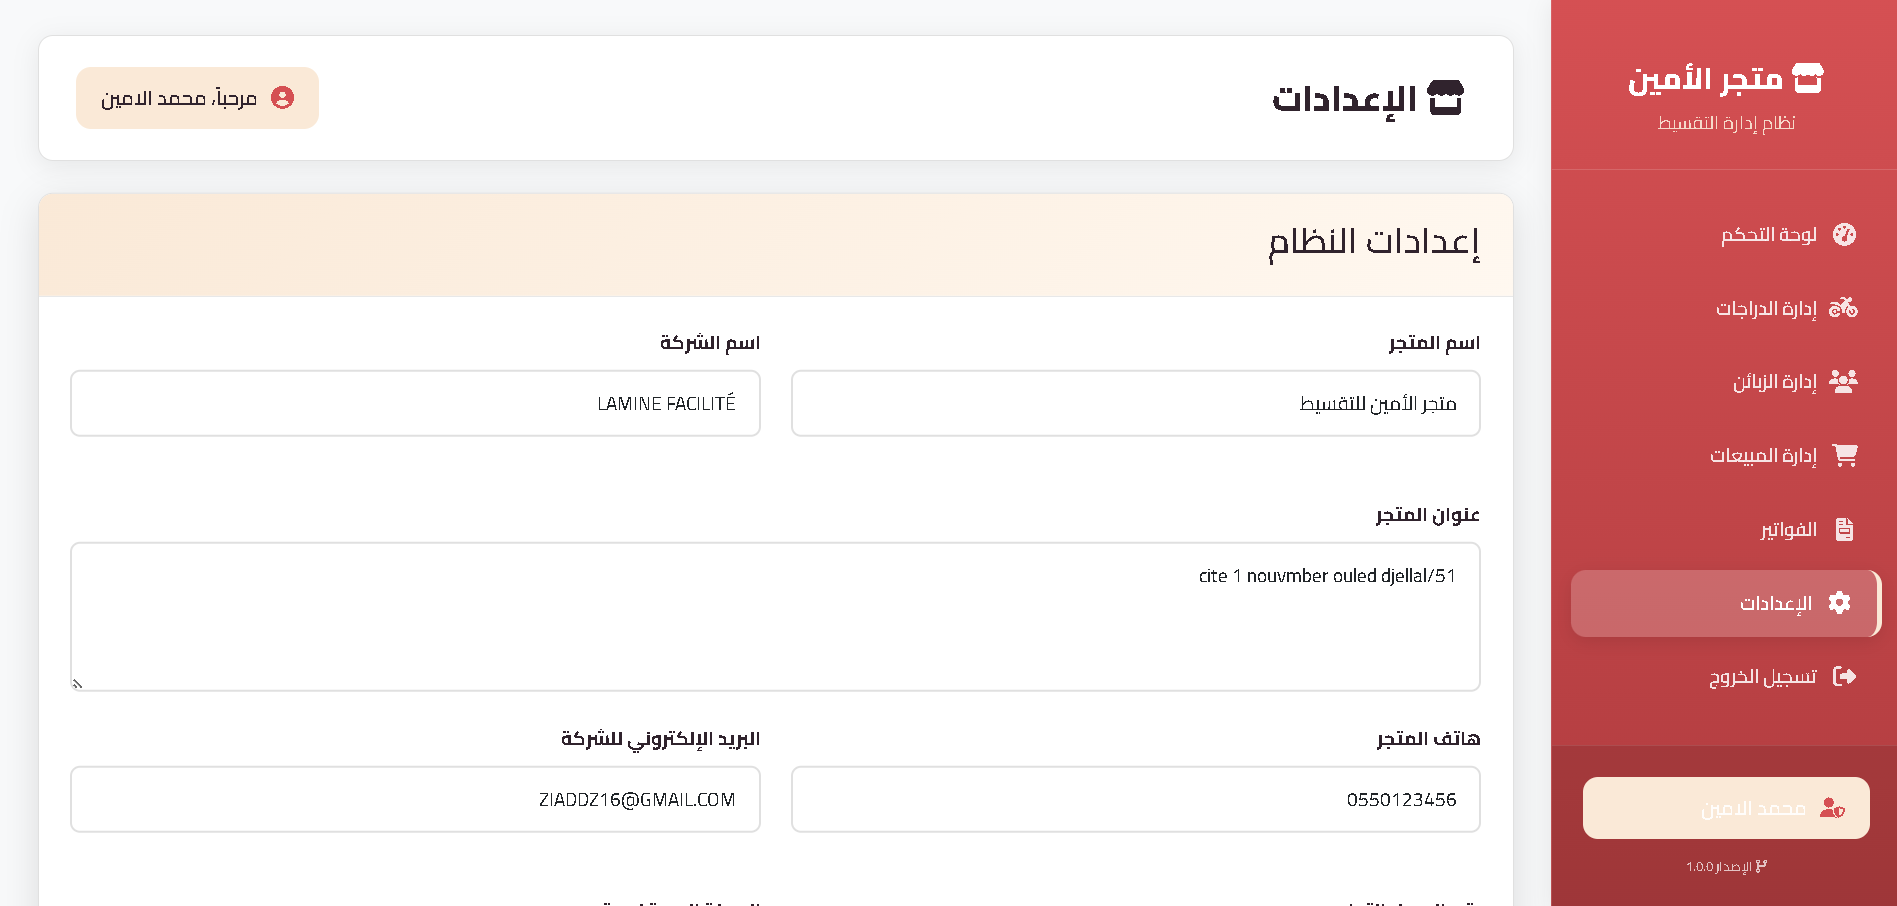 متجر الأمين
نظام إدارة التقسيط
لوحة التحكم
إدارة الدراجات
إدارة الزبائن
إدارة المبيعات
الفواتير
الإعدادات
تسجيل الخروج
محمد الامين
الإصدار 1.0.0
الإعدادات
مرحباً، محمد الامين
إعدادات النظام
اسم المتجر
متجر الأمين للتقسيط
اسم الشركة
LAMINE FACILITÉ
عنوان المتجر
cite 1 nouvmber ouled djellal/51
هاتف المتجر
0550123456
البريد الإلكتروني للشركة
ZIADDZ16@GMAIL.COM